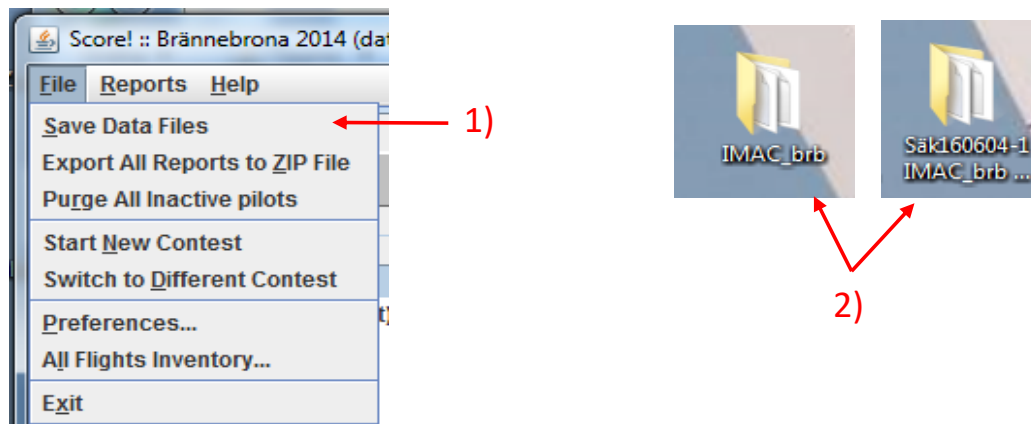 Score! :: Brännebrona 2014 (dat
File Reports Help
Save Data Files
Export All Reports to ZIP File
Purge All Inactive pilots
Start New Contest
Switch to Different Contest
Preferences...
All Flights Inventory...
Exit
t)
1)
IMAC_brb
Säk160604-1
IMAC_brb ...
2)